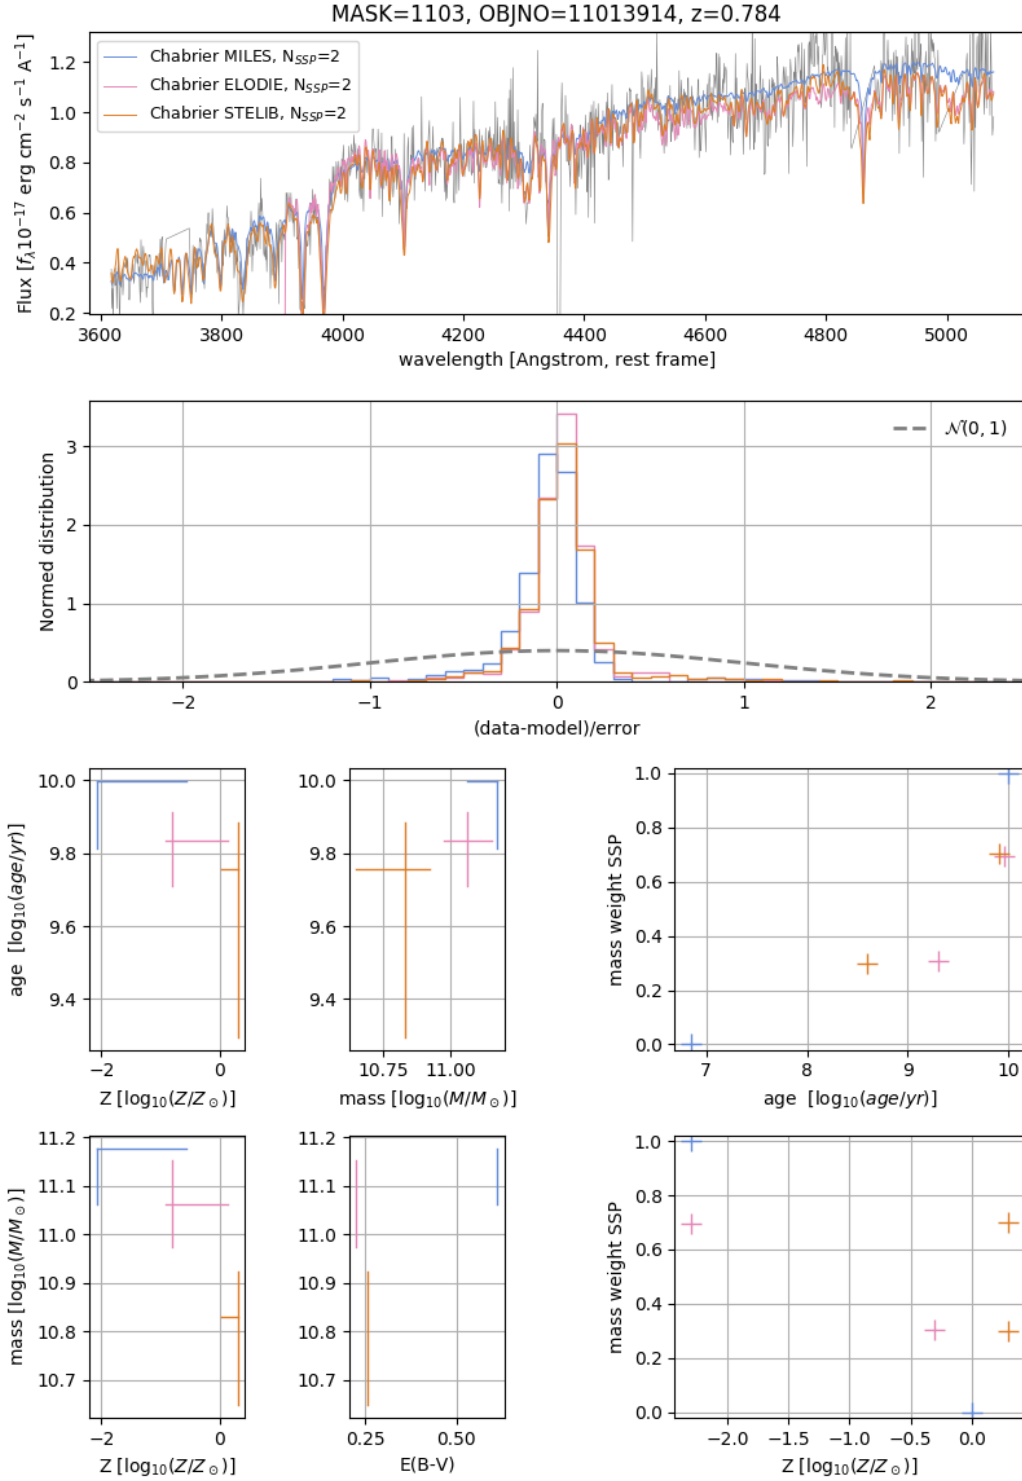 MASK=1103, OBJNO=11013914, z=0.784
Flux [f_λ10⁻¹⁷ erg cm⁻² s⁻¹ A⁻¹]
1.2
1.0
0.8
0.6
0.4
0.2
Chabrier MILES, N_SSP=2
Chabrier ELODIE, N_SSP=2
Chabrier STELIB, N_SSP=2
3600 3800 4000 4200 4400 4600 4800 5000
wavelength [Angstrom, rest frame]
Normed distribution
3
2
1
0
𝒩(0, 1)
−2 −1 0 1 2
(data-model)/error
age [log₁₀(age/yr)]
10.0
9.8
9.6
9.4
−2 0
Z [log₁₀(Z/Z☉)]
10.0
9.8
9.6
9.4
10.75 11.00
mass [log₁₀(M/M☉)]
mass weight SSP
1.0
0.8
0.6
0.4
0.2
0.0
7 8 9 10
age [log₁₀(age/yr)]
mass [log₁₀(M/M☉)]
11.2
11.1
11.0
10.9
10.8
10.7
−2 0
Z [log₁₀(Z/Z☉)]
11.2
11.1
11.0
10.9
10.8
10.7
0.25 0.50
E(B-V)
mass weight SSP
1.0
0.8
0.6
0.4
0.2
0.0
−2.0 −1.5 −1.0 −0.5 0.0
Z [log₁₀(Z/Z☉)]